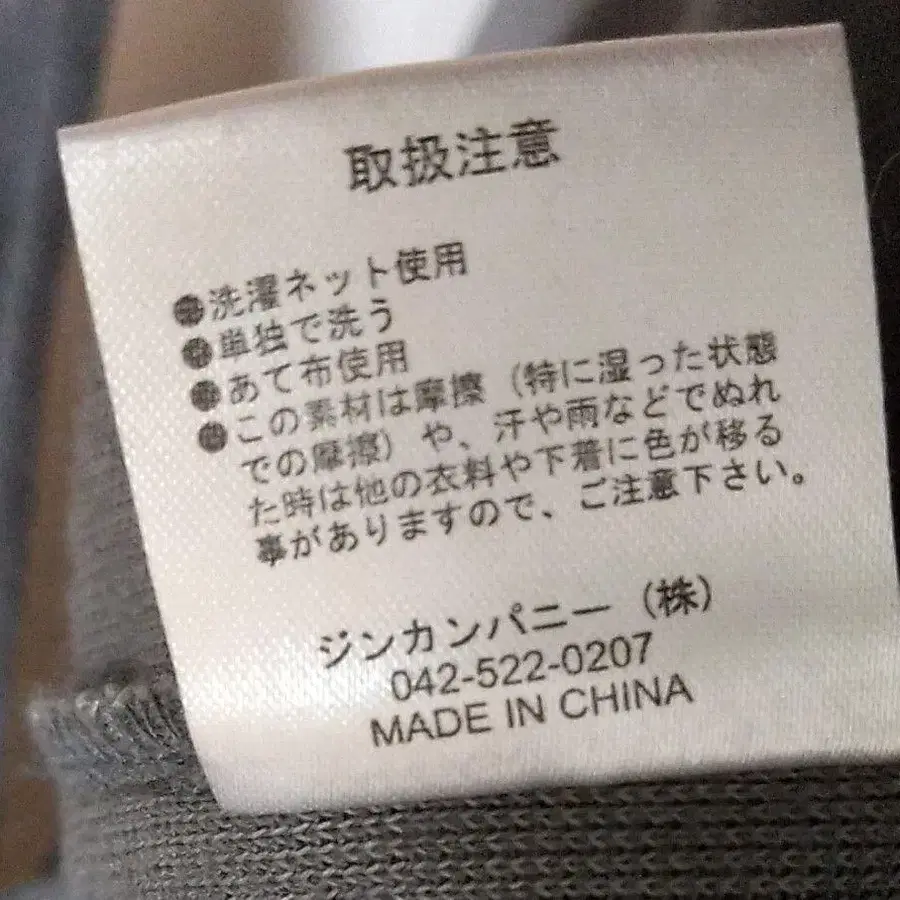 取扱注意
●洗濯ネット使用
●単独で洗う
●あて布使用
●この素材は摩擦（特に湿った状態
での摩擦）や、汗や雨などでぬれ
た時は他の衣料や下着に色が移る
事がありますので、ご注意下さい。
ジンカンパニー（株）
042-522-0207
MADE IN CHINA